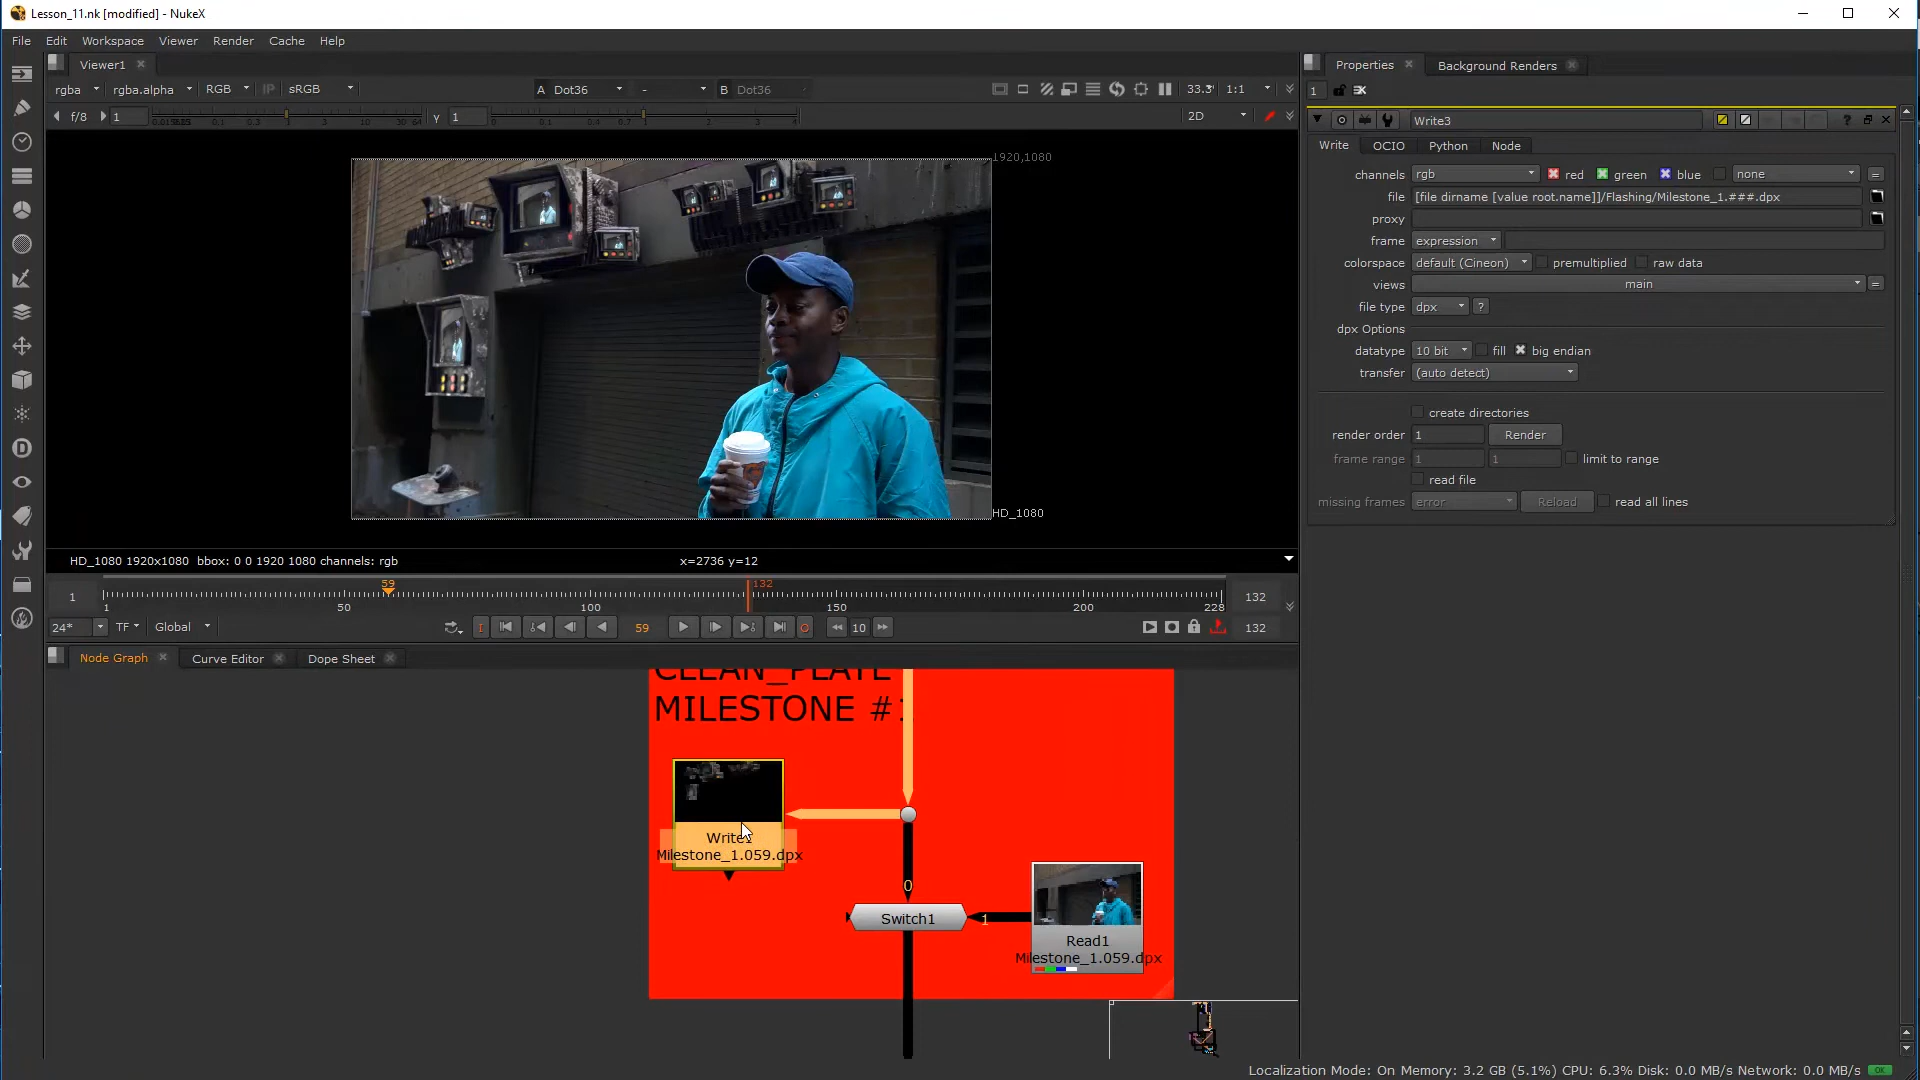 Lesson_11.nk [modified] - NukeX
File Edit Workspace Viewer Render Cache Help
Viewer1
rgba rgba.alpha RGB IP sRGB A Dot36 - B Dot36 33.3 1:1
f/8 1 γ 1 2D
1920,1080
HD_1080
HD_1080 1920x1080 bbox: 0 0 1920 1080 channels: rgb x=2736 y=12
1 59 132 132
1 50 100 150 200 228
24* TF Global 59 10 132
Node Graph Curve Editor Dope Sheet
CLEAN_PLATE
MILESTONE #1
Milestone_1.059.dpx
0
Switch1 1
Read1
Milestone_1.059.dpx
Properties Background Renders
1
Write3
Write OCIO Python Node
channels rgb red green blue none =
file [file dirname [value root.name]]/Flashing/Milestone_1.###.dpx
proxy
frame expression
colorspace default (Cineon) premultiplied raw data
views main =
file type dpx ?
dpx Options
datatype 10 bit fill big endian
transfer (auto detect)
create directories
render order 1 Render
frame range 1 1 limit to range
read file
missing frames error Reload read all lines
Localization Mode: On Memory: 3.2 GB (5.1%) CPU: 6.3% Disk: 0.0 MB/s Network: 0.0 MB/s OK